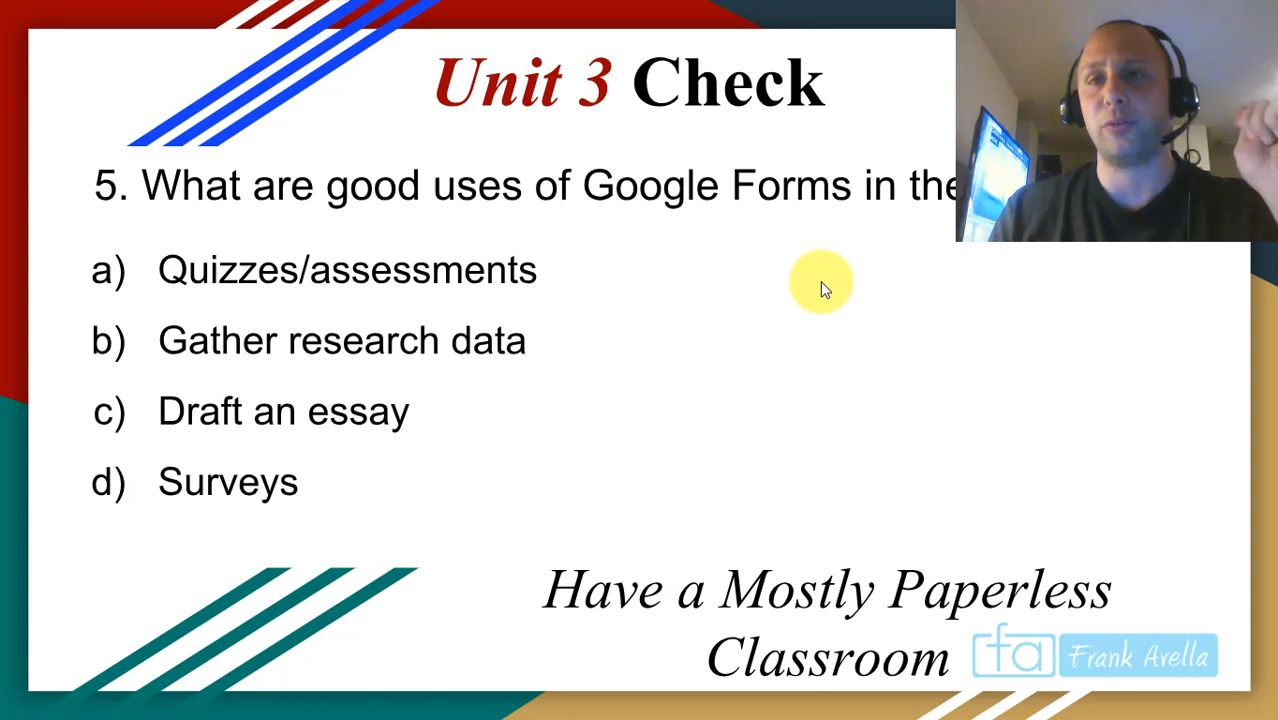 Unit 3 Check
5. What are good uses of Google Forms in the
a) Quizzes/assessments
b) Gather research data
c) Draft an essay
d) Surveys
Have a Mostly Paperless
Classroom
fa Frank Avella